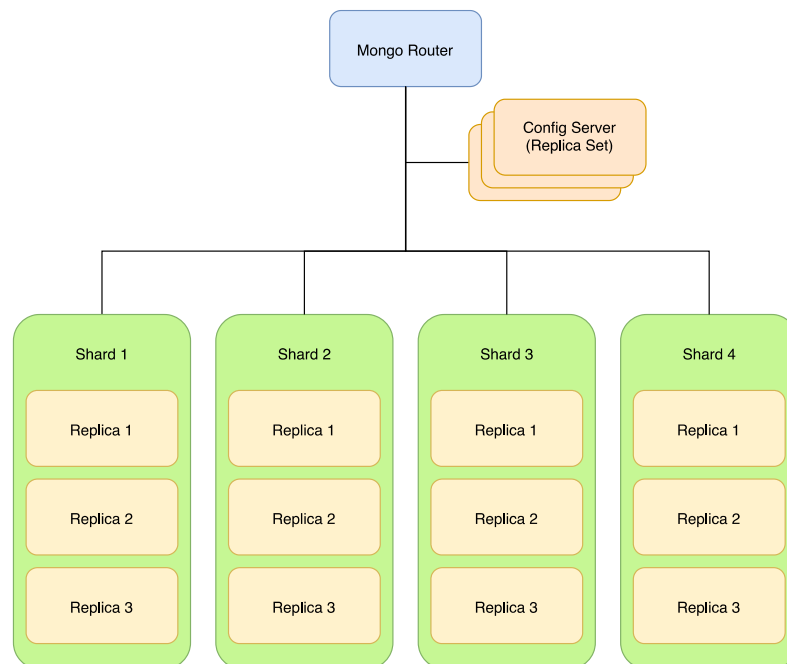 Mongo Router
Config Server
(Replica Set)
Shard 1
Shard 2
Shard 3
Shard 4
Replica 1
Replica 1
Replica 1
Replica 1
Replica 2
Replica 2
Replica 2
Replica 2
Replica 3
Replica 3
Replica 3
Replica 3